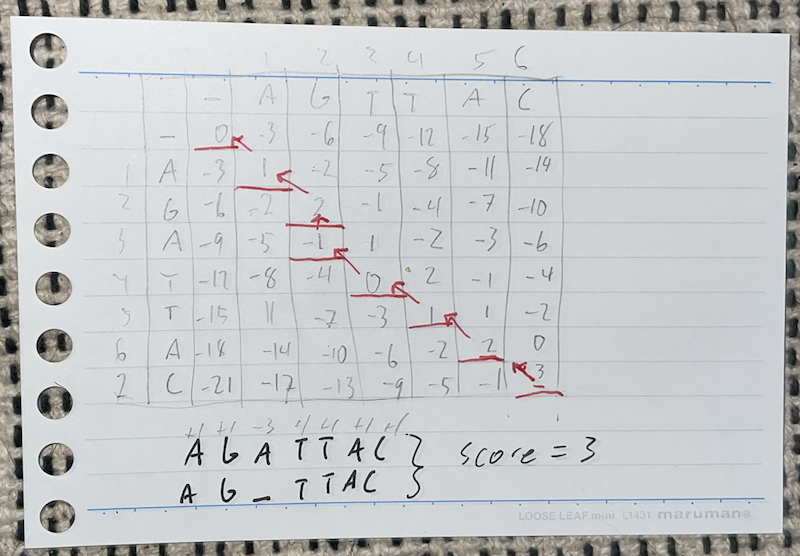 1 2 3 4 5 6
- A G T T A C
- 0 -3 -6 -9 -12 -15 -18
1 A -3 1 -2 -5 -8 -11 -14
2 G -6 -2 2 -1 -4 -7 -10
3 A -9 -5 -1 1 -2 -3 -6
4 T -12 -8 -4 0 2 -1 -4
5 T -15 11 -7 -3 1 1 -2
6 A -18 -14 -10 -6 -2 2 0
7 C -21 -17 -13 -9 -5 -1 3
+1 +1 -3 +1 +1 +1 +1
A G A T T A C } score = 3
A G _ T T A C
LOOSE LEAF mini L1431 maruman®